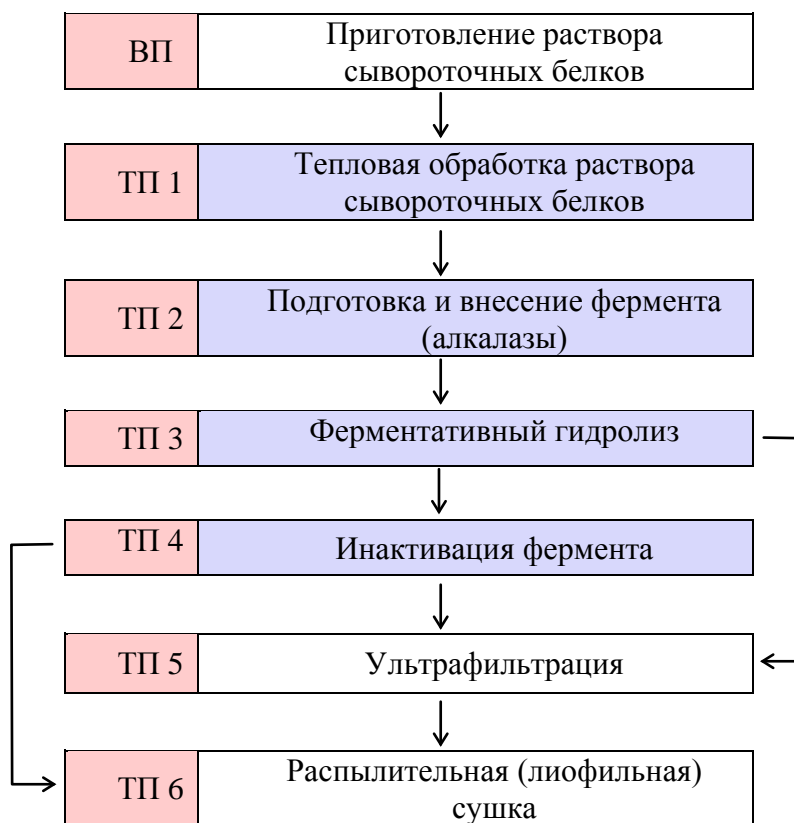 ВП
Приготовление раствора
сывороточных белков
ТП 1
Тепловая обработка раствора
сывороточных белков
ТП 2
Подготовка и внесение фермента
(алкалазы)
ТП 3
Ферментативный гидролиз
ТП 4
Инактивация фермента
ТП 5
Ультрафильтрация
ТП 6
Распылительная (лиофильная)
сушка